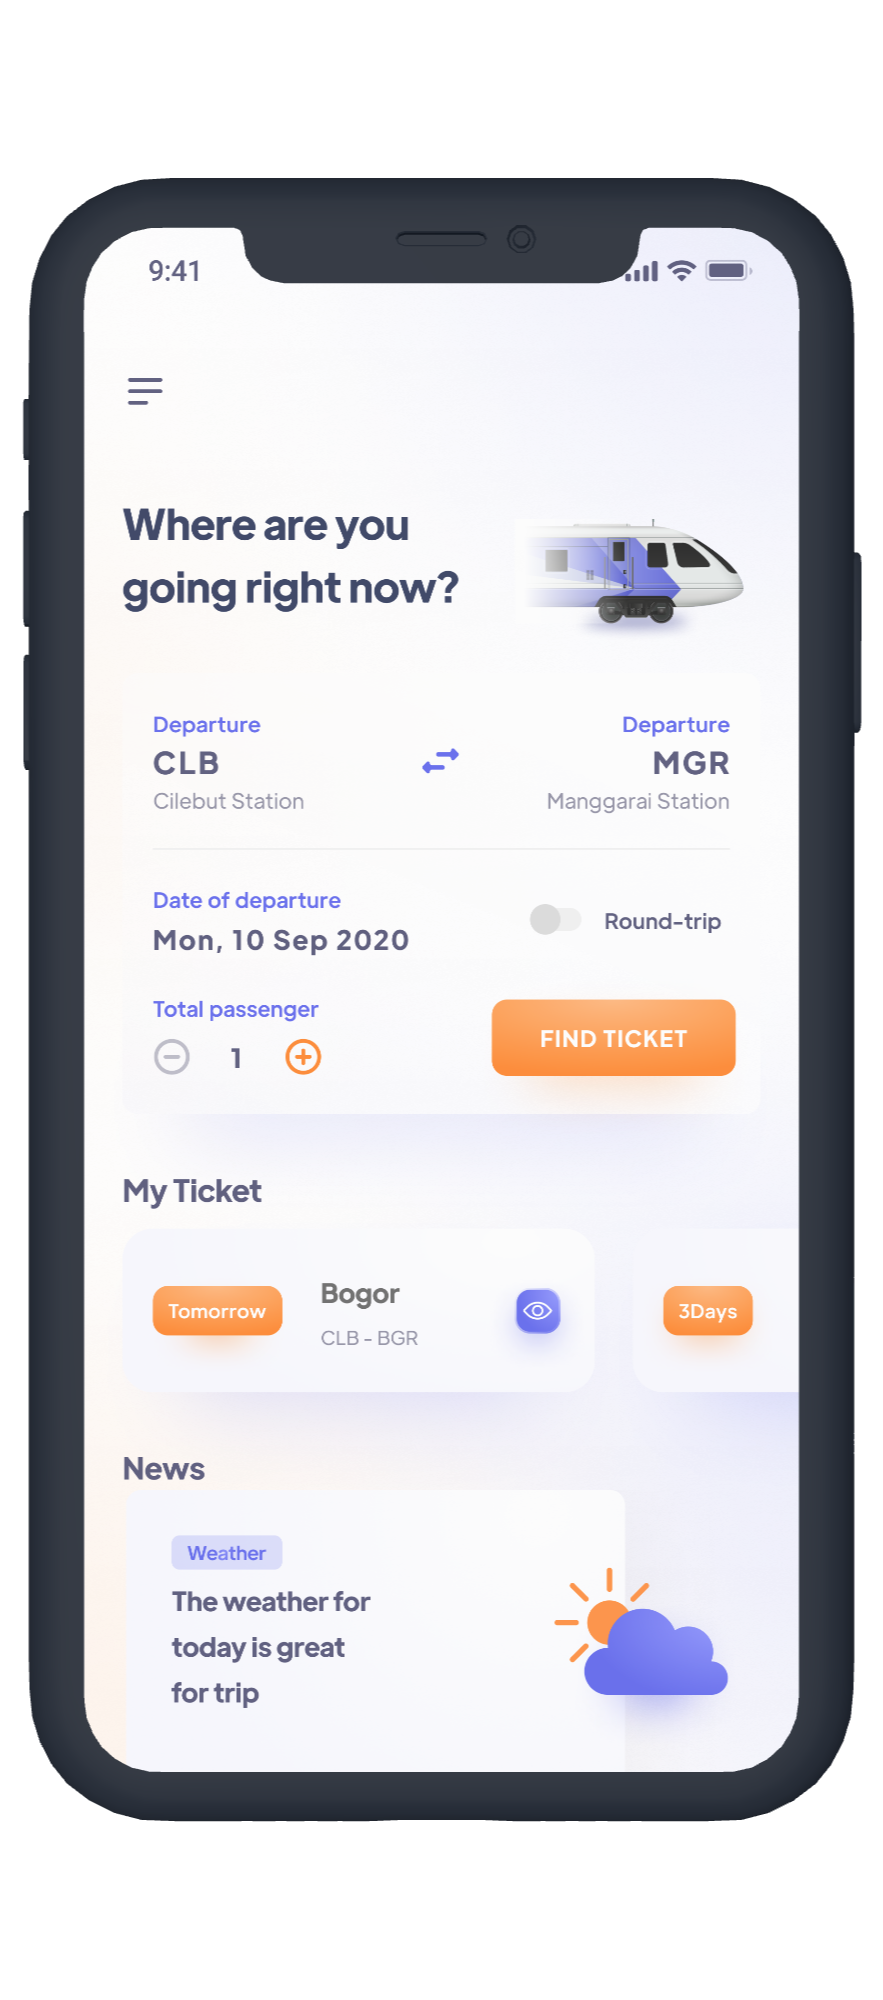 9:41
Where are you
going right now?
Departure
Departure
CLB
MGR
Cilebut Station
Manggarai Station
Date of departure
Mon, 10 Sep 2020
Round-trip
Total passenger
1
FIND TICKET
My Ticket
Tomorrow
Bogor
CLB - BGR
3Days
News
Weather
The weather for
today is great
for trip